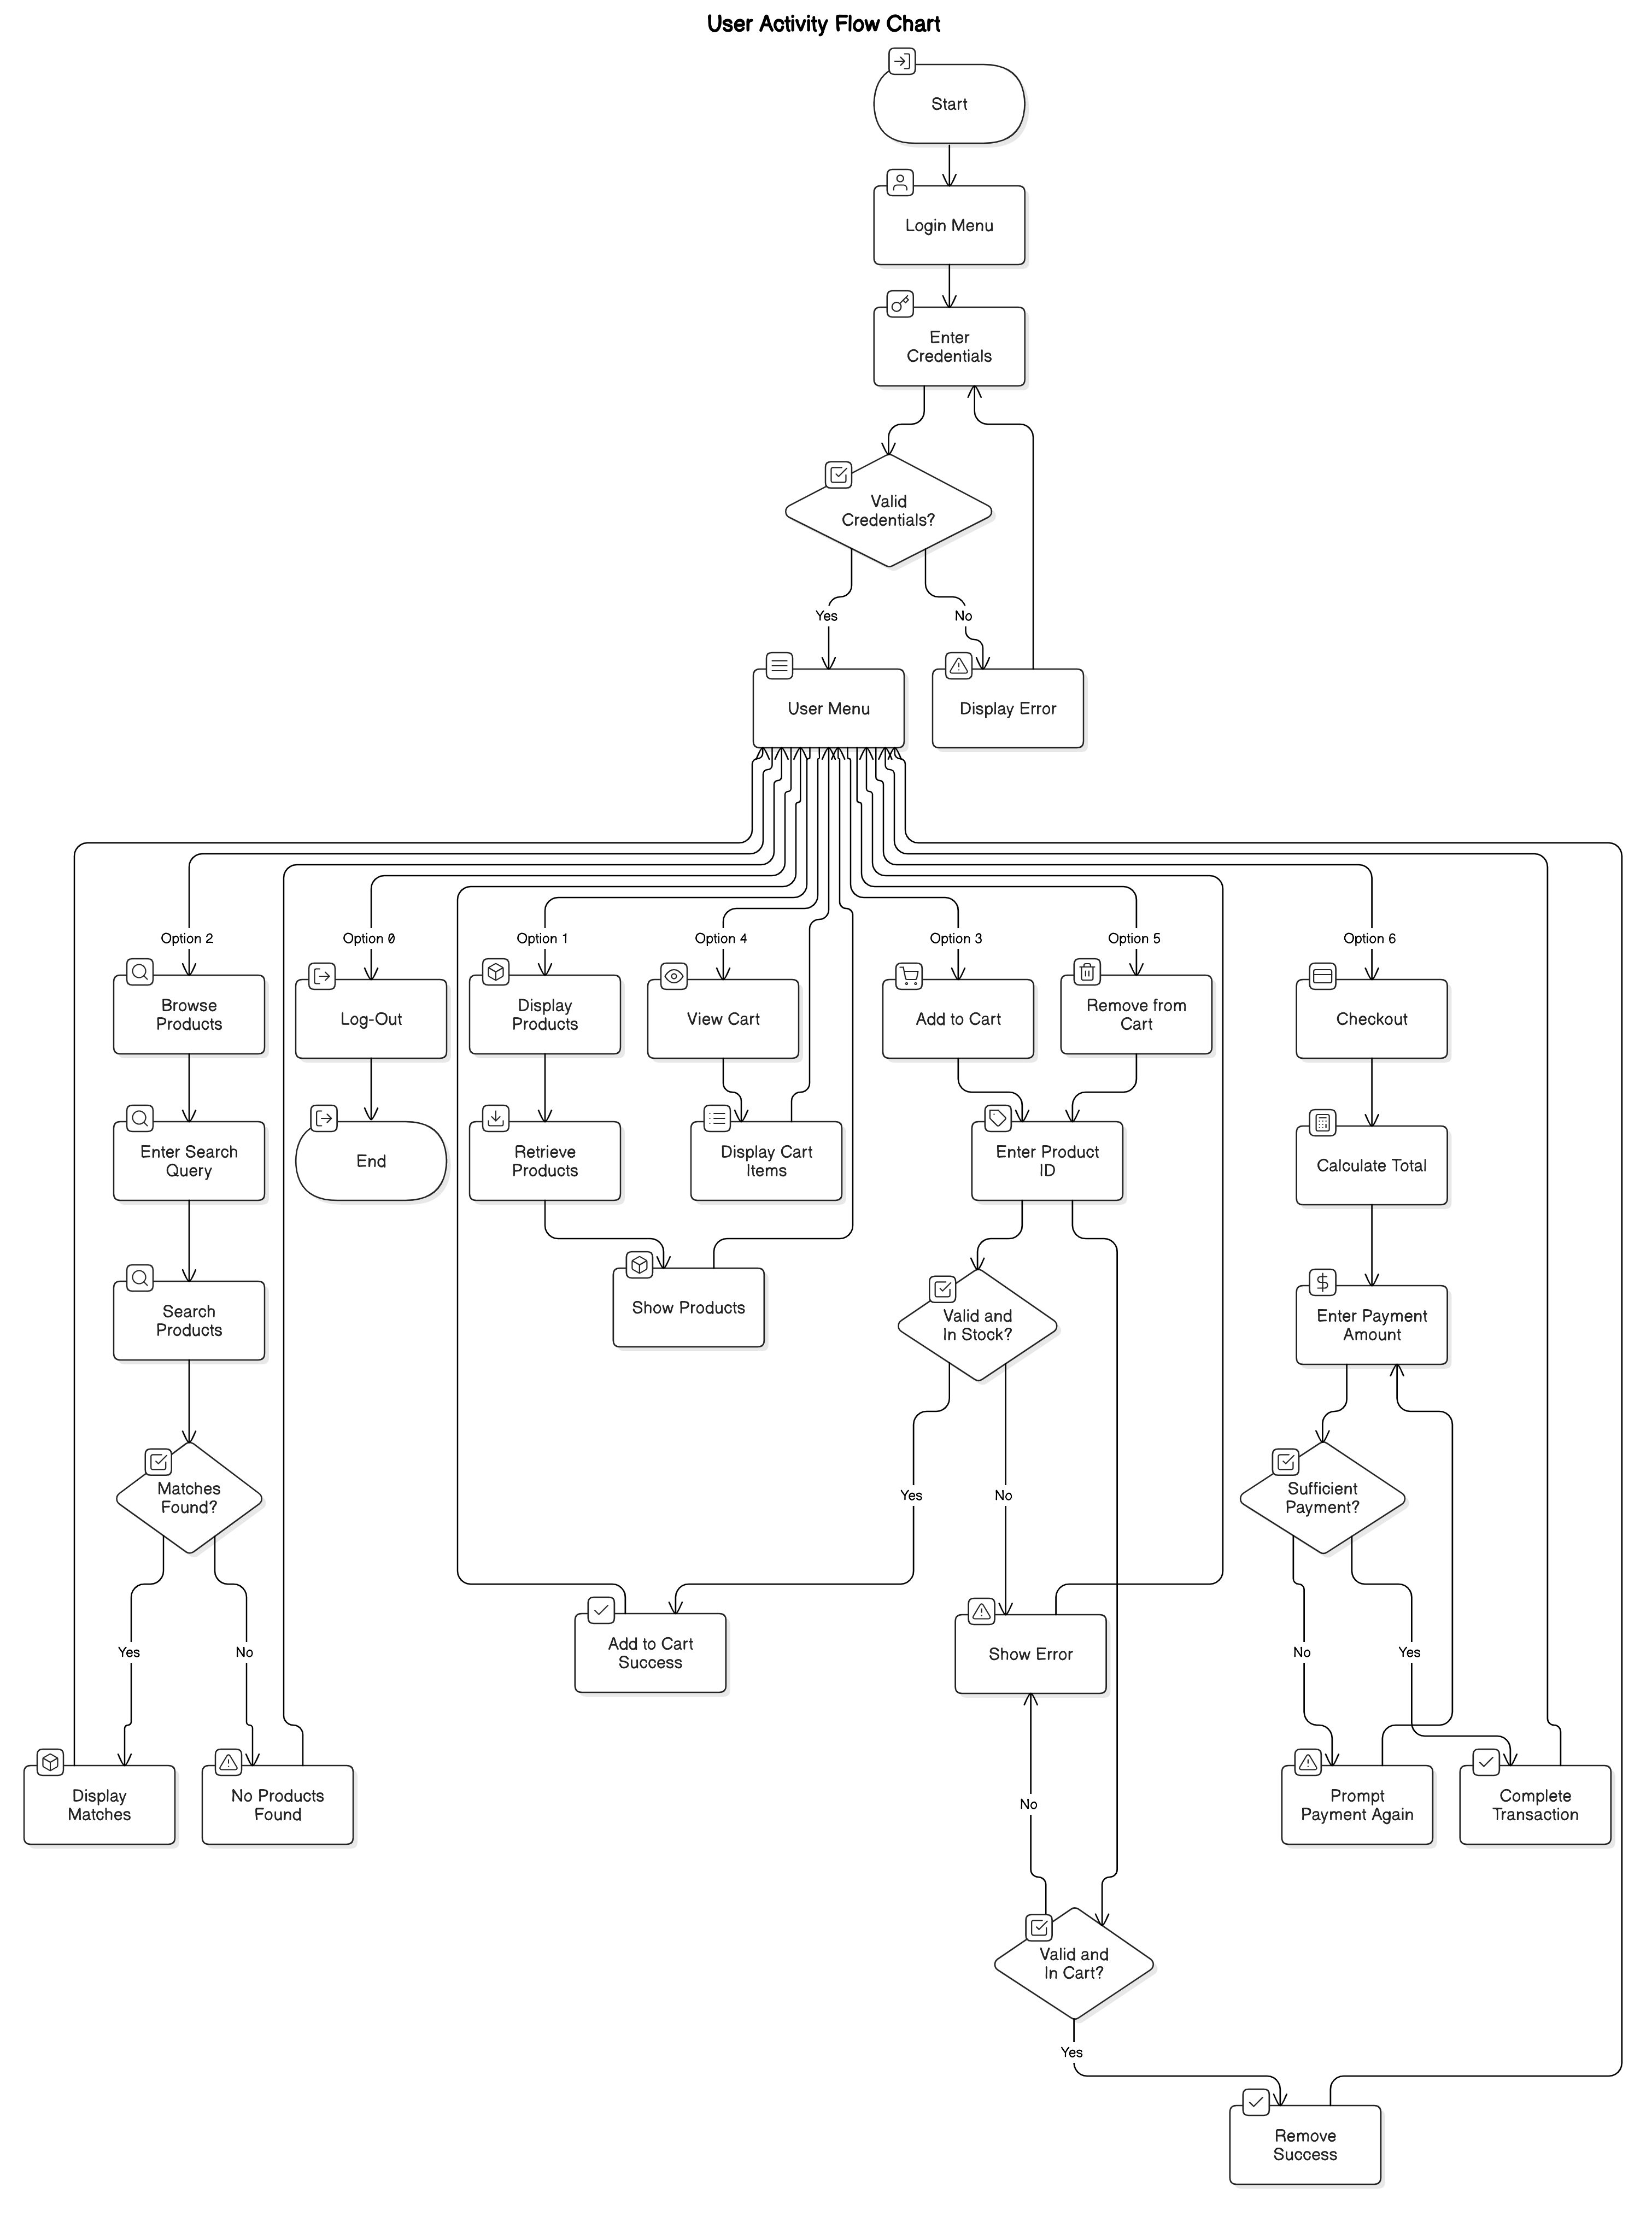 User Activity Flow Chart
Start
Login Menu
Enter
Credentials
Valid
Credentials?
Yes
No
User Menu
Display Error
Option 2
Option 0
Option 1
Option 4
Option 3
Option 5
Option 6
Browse
Products
Log-Out
Display
Products
View Cart
Add to Cart
Remove from
Cart
Checkout
Enter Search
Query
End
Retrieve
Products
Display Cart
Items
Enter Product
ID
Calculate Total
Search
Products
Show Products
Valid and
In Stock?
Enter Payment
Amount
Matches
Found?
Yes
No
Sufficient
Payment?
Yes
No
Add to Cart
Success
Show Error
No
Yes
Display
Matches
No Products
Found
No
Prompt
Payment Again
Complete
Transaction
Valid and
In Cart?
Yes
Remove
Success